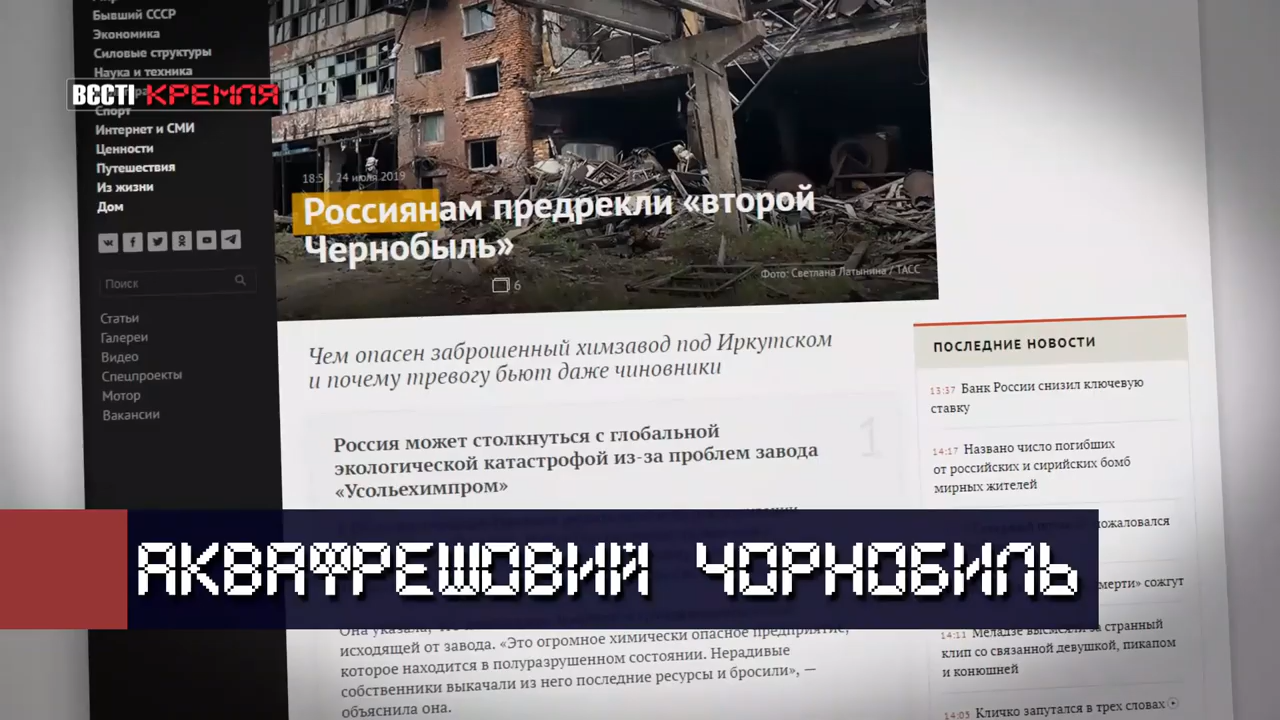 Бывший СССР
Экономика
Силовые структуры
Наука и техника
ВЄСТІ КРЕМЛЯ
Спорт
Интернет и СМИ
Ценности
Путешествия
Из жизни
Дом
Поиск
Статьи
Галереи
Видео
Спецпроекты
Мотор
Вакансии
24 июля 2019
Россиянам предрекли «второй
Чернобыль»
6
Фото: Светлана Латынина / ТАСС
Чем опасен заброшенный химзавод под Иркутском
и почему тревогу бьют даже чиновники
1
Россия может столкнуться с глобальной
экологической катастрофой из-за проблем завода
«Усольехимпром»
ПОСЛЕДНИЕ НОВОСТИ
13:37 Банк России снизил ключевую
ставку
14:17 Названо число погибших
от российских и сирийских бомб
мирных жителей
пожаловался
сожгут
14:11 Меладзе высмеяли за странный
клип со связанной девушкой, пикапом
и конюшней
14:05 Кличко запутался в трех словах
АКВАФРЕШОВИЙ ЧОРНОБИЛЬ
Она указала,
исходящей от завода. «Это огромное химически опасное предприятие,
которое находится в полуразрушенном состоянии. Нерадивые
собственники выкачали из него последние ресурсы и бросили», —
объяснила она.